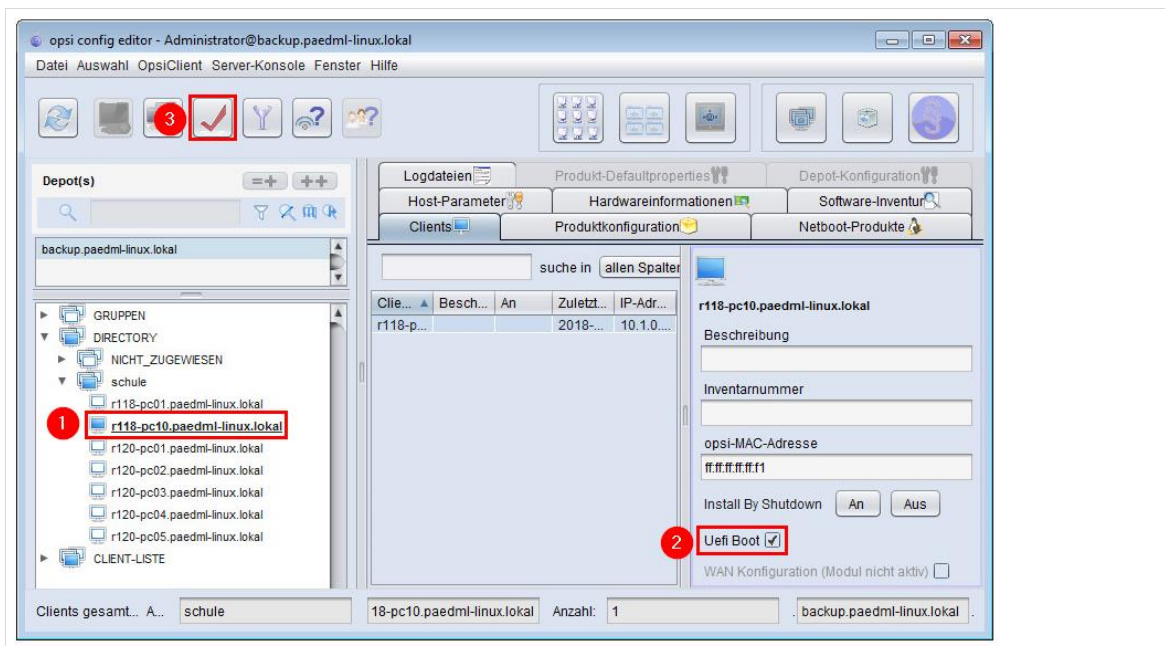 opsi config editor - Administrator@backup.paedml-linux.lokal
Datei Auswahl OpsiClient Server-Konsole Fenster Hilfe
3
Depot(s)
backup.paedml-linux.lokal
GRUPPEN
DIRECTORY
NICHT_ZUGEWIESEN
schule
r118-pc01.paedml-linux.lokal
1
r118-pc10.paedml-linux.lokal
r120-pc01.paedml-linux.lokal
r120-pc02.paedml-linux.lokal
r120-pc03.paedml-linux.lokal
r120-pc04.paedml-linux.lokal
r120-pc05.paedml-linux.lokal
CLIENT-LISTE
Logdateien Produkt-Defaultproperties Depot-Konfiguration
Host-Parameter Hardwareinformationen Software-Inventur
Clients Produktkonfiguration Netboot-Produkte
suche in allen Spalten
Clie... Besch... An Zuletzt... IP-Adr...
r118-p... 2018-... 10.1.0....
r118-pc10.paedml-linux.lokal
Beschreibung
Inventarnummer
opsi-MAC-Adresse
ff:ff:ff:ff:ff:f1
Install By Shutdown An Aus
2 Uefi Boot
WAN Konfiguration (Modul nicht aktiv)
Clients gesamt... A... schule 18-pc10.paedml-linux.lokal Anzahl: 1 . backup.paedml-linux.lokal .